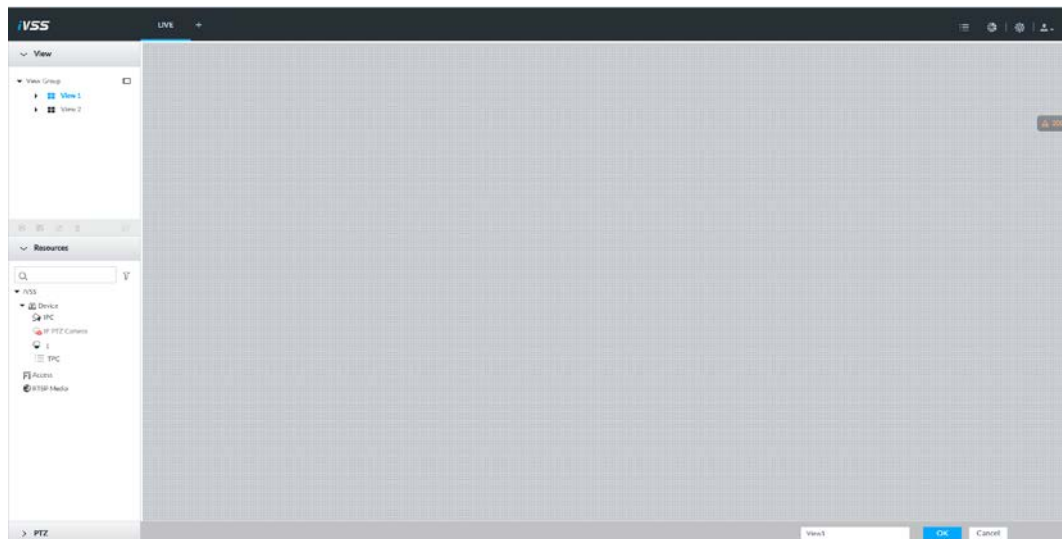 iVSS
LIVE +
View
View Group
View 1
View 2
Resources
iVSS
Device
IPC
IP PTZ Camera
1
TPC
Access
RTSP Media
PTZ
View3
OK
Cancel